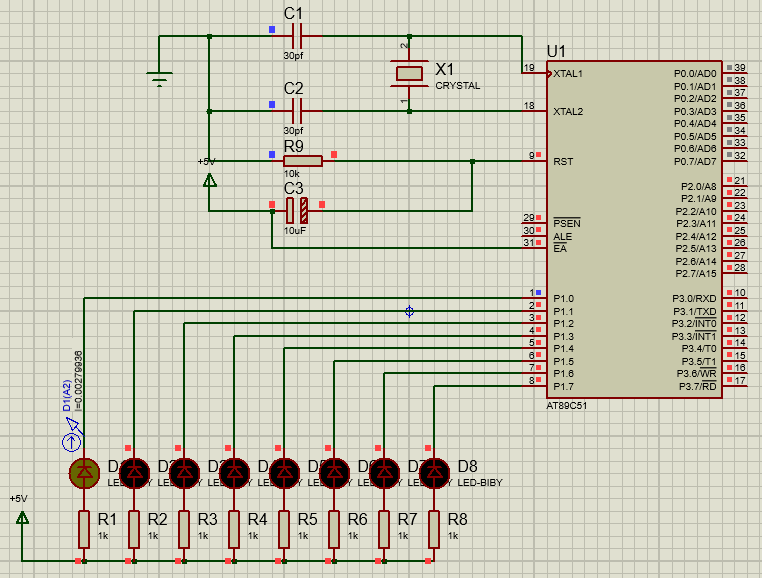 C1
30pf
2
X1
CRYSTAL
1
C2
30pf
R9
10k
+5V
C3
10uF
U1
19 XTAL1
18 XTAL2
9 RST
29 PSEN
30 ALE
31 EA
1 P1.0
2 P1.1
3 P1.2
4 P1.3
5 P1.4
6 P1.5
7 P1.6
8 P1.7
P0.0/AD0 39
P0.1/AD1 38
P0.2/AD2 37
P0.3/AD3 36
P0.4/AD4 35
P0.5/AD5 34
P0.6/AD6 33
P0.7/AD7 32
P2.0/A8 21
P2.1/A9 22
P2.2/A10 23
P2.3/A11 24
P2.4/A12 25
P2.5/A13 26
P2.6/A14 27
P2.7/A15 28
P3.0/RXD 10
P3.1/TXD 11
P3.2/INT0 12
P3.3/INT1 13
P3.4/T0 14
P3.5/T1 15
P3.6/WR 16
P3.7/RD 17
AT89C51
D1(A2)
I=0.00279936
D8
LED-BIBY
+5V
R1
1k
R2
1k
R3
1k
R4
1k
R5
1k
R6
1k
R7
1k
R8
1k